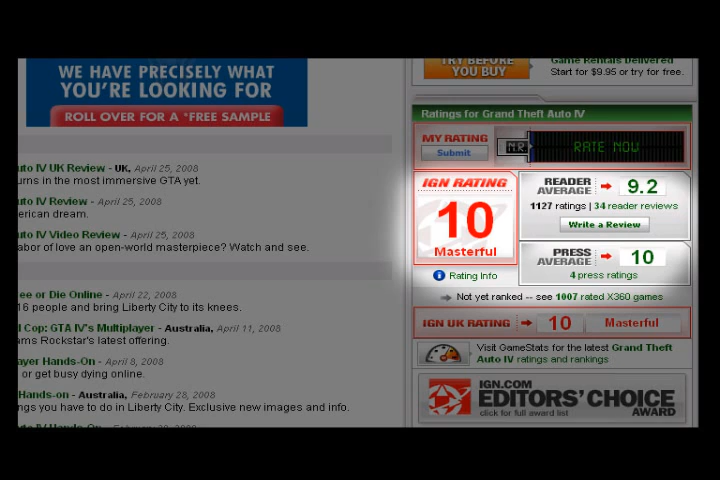 WE HAVE PRECISELY WHAT
YOU'RE LOOKING FOR
ROLL OVER FOR A *FREE SAMPLE
uto IV UK Review - UK, April 25, 2008
urns in the most immersive GTA yet.
uto IV Review - April 25, 2008
erican dream.
uto IV Video Review - April 25, 2008
abor of love an open-world masterpiece? Watch and see.
ee or Die Online - April 22, 2008
16 people and bring Liberty City to its knees.
l Cop: GTA IV's Multiplayer - Australia, April 11, 2008
ams Rockstar's latest offering.
ayer Hands-On - April 8, 2008
or get busy dying online.
Hands-on - Australia, February 28, 2008
ngs you have to do in Liberty City. Exclusive new images and info.
TRY BEFORE
YOU BUY
Game Rentals Delivered
Start for $9.95 or try for free.
Ratings for Grand Theft Auto IV
MY RATING
Submit
NR
RATE NOW
IGN RATING
10
Masterful
READER
AVERAGE
9.2
1127 ratings | 34 reader reviews
Write a Review
PRESS
AVERAGE
10
4 press ratings
Rating Info
Not yet ranked -- see 1007 rated X360 games
IGN UK RATING
10
Masterful
Visit GameStats for the latest Grand Theft
Auto IV ratings and rankings
IGN.COM
EDITORS' CHOICE
click for full award list
AWARD